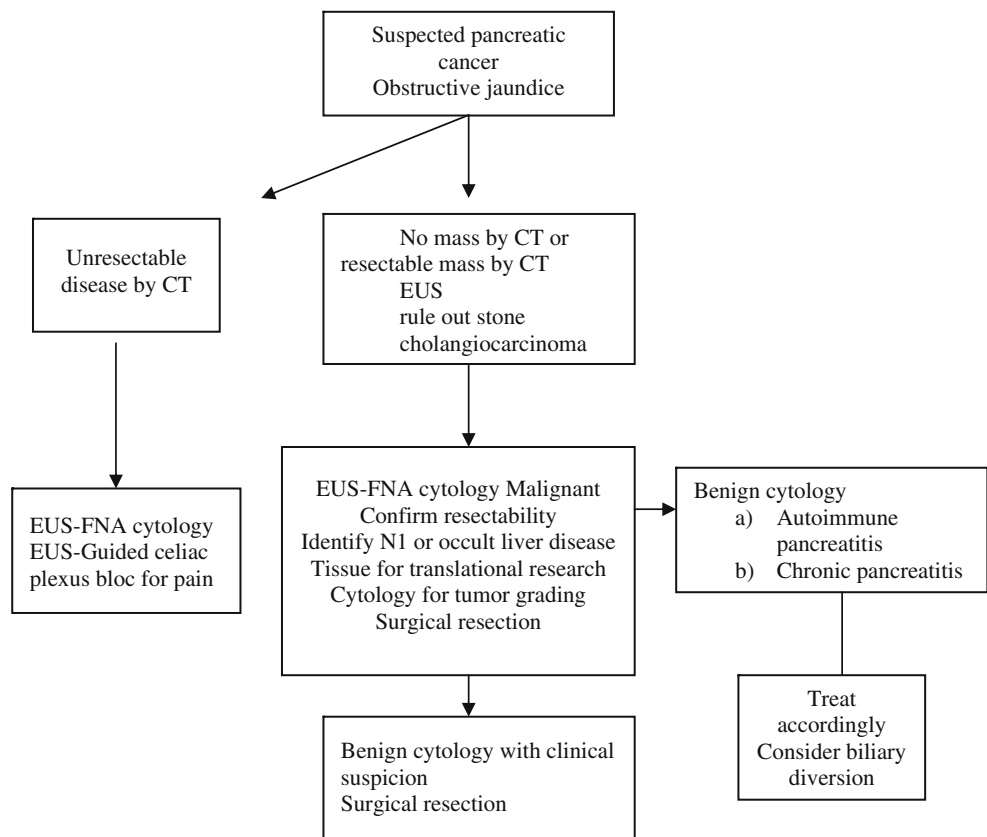 Suspected pancreatic
cancer
Obstructive jaundice
Unresectable
disease by CT
No mass by CT or
resectable mass by CT
EUS
rule out stone
cholangiocarcinoma
EUS-FNA cytology
EUS-Guided celiac
plexus bloc for pain
EUS-FNA cytology Malignant
Confirm resectability
Identify N1 or occult liver disease
Tissue for translational research
Cytology for tumor grading
Surgical resection
Benign cytology
a) Autoimmune
pancreatitis
b) Chronic pancreatitis
Treat
accordingly
Consider biliary
diversion
Benign cytology with clinical
suspicion
Surgical resection